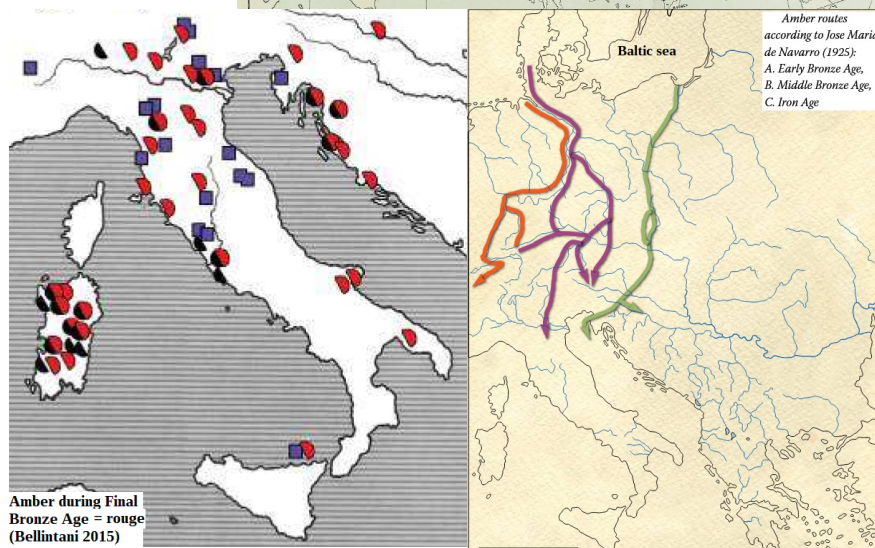 Amber during Final
Bronze Age = rouge
(Bellintani 2015)
Baltic sea
Amber routes
according to Jose Maria
de Navarro (1925):
A. Early Bronze Age,
B. Middle Bronze Age,
C. Iron Age